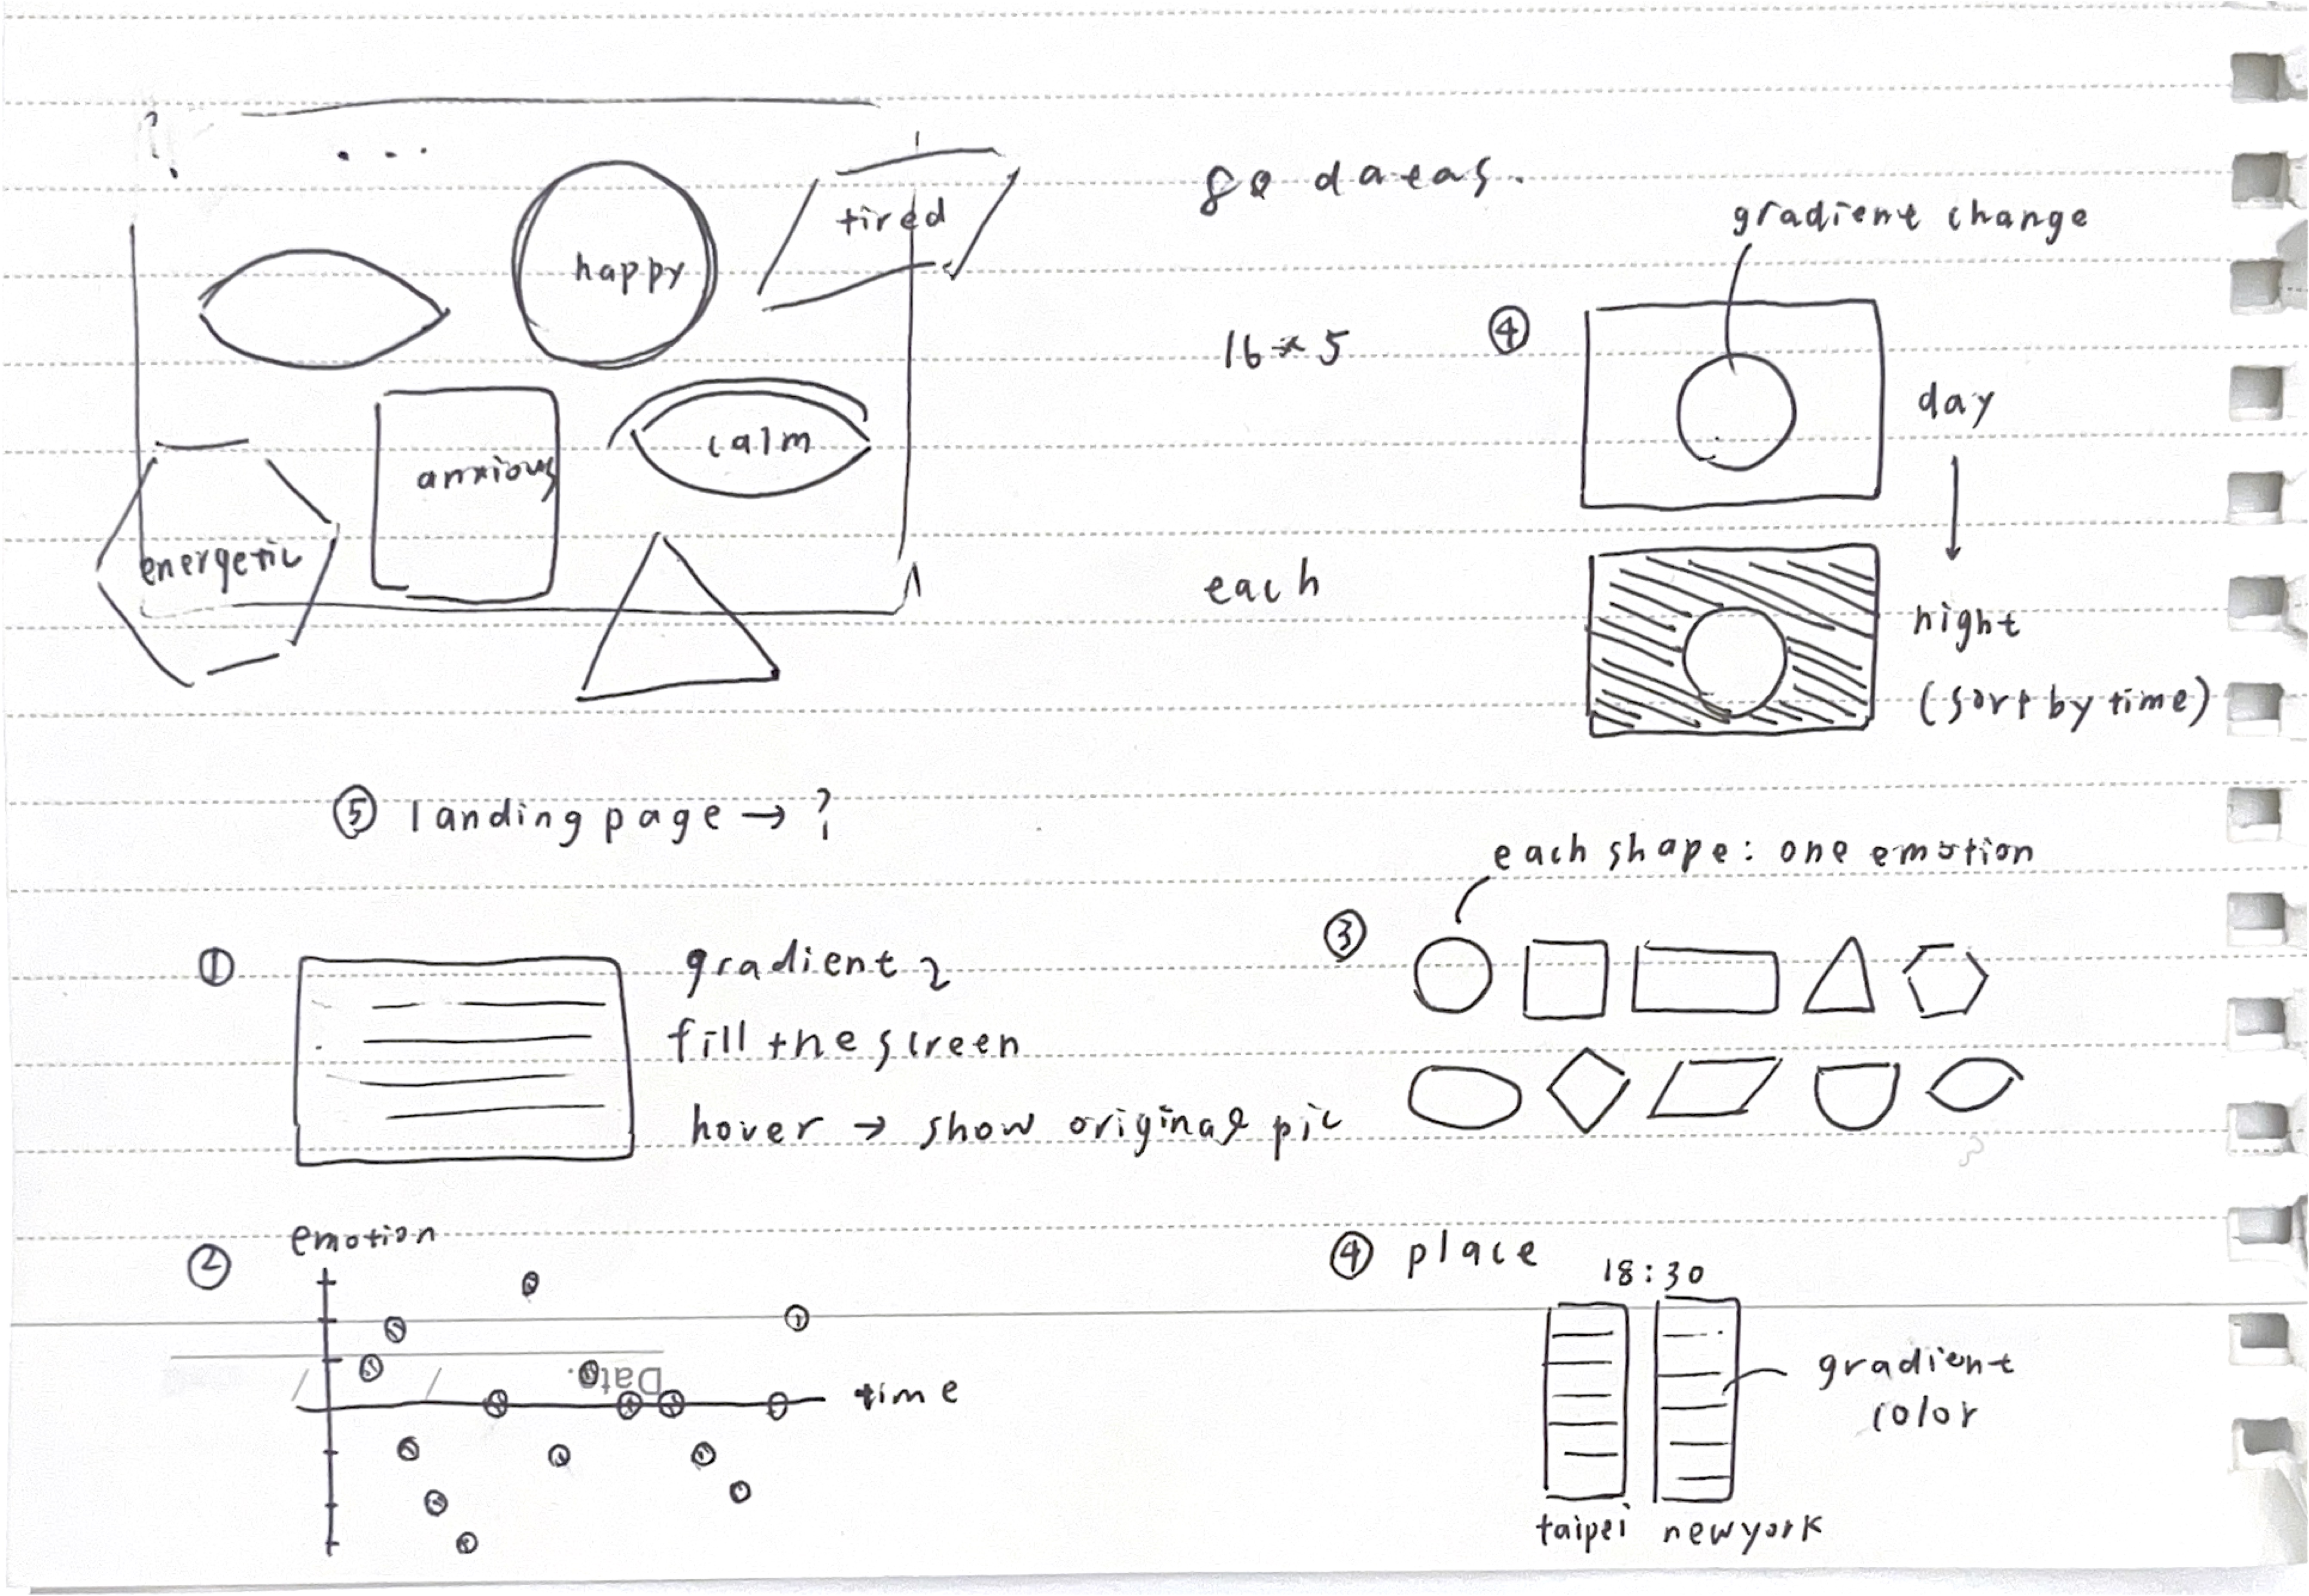 happy
tired
anxious
calm
energetic
80 dataes.
16 * 5
each
④
gradient change
day
night
(sort by time)
⑤ landing page → ?
① gradient 2
fill the screen
hover → show original pic
② emotion
time
Date.
③ each shape: one emotion
④ place
18:30
gradient
color
taipei newyork